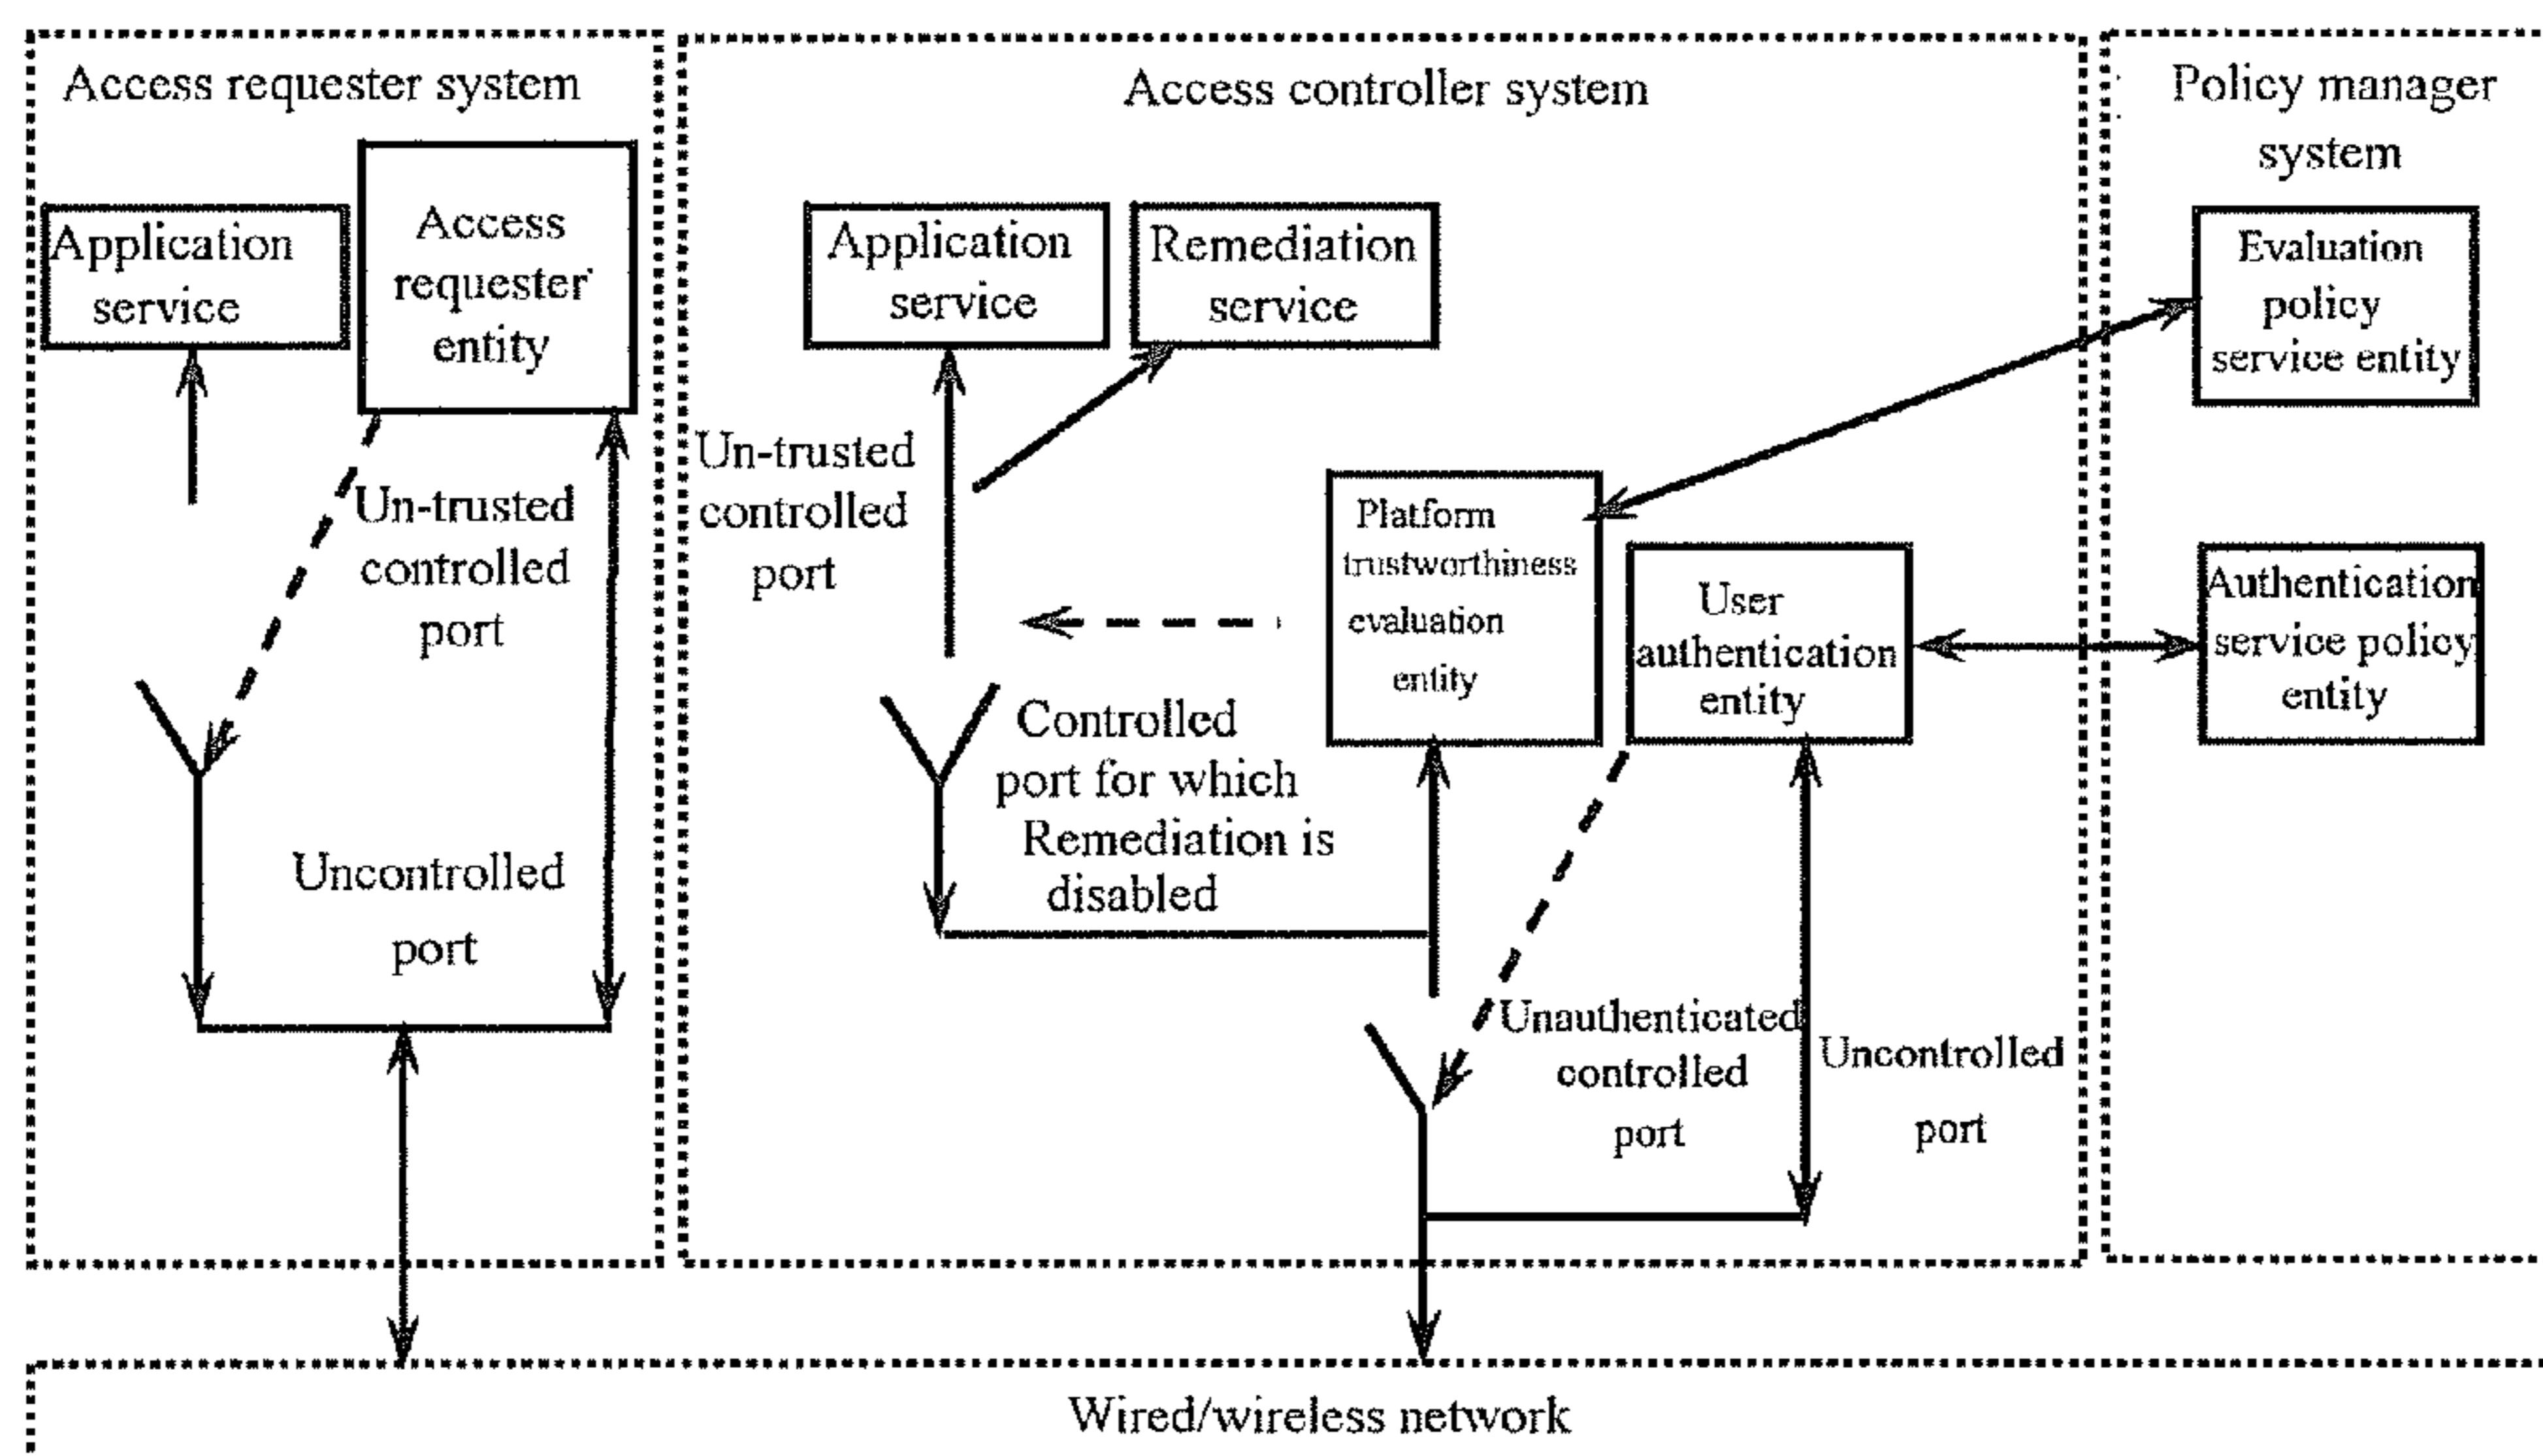 Access requester system
Application
service
Access
requester
entity
Un-trusted
controlled
port
Uncontrolled
port
Access controller system
Application
service
Remediation
service
Un-trusted
controlled
port
Controlled
port for which
Remediation is
disabled
Platform
trustworthiness
evaluation
entity
User
authentication
entity
Unauthenticated
controlled
port
Uncontrolled
port
Policy manager
system
Evaluation
policy
service entity
Authentication
service policy
entity
Wired/wireless network